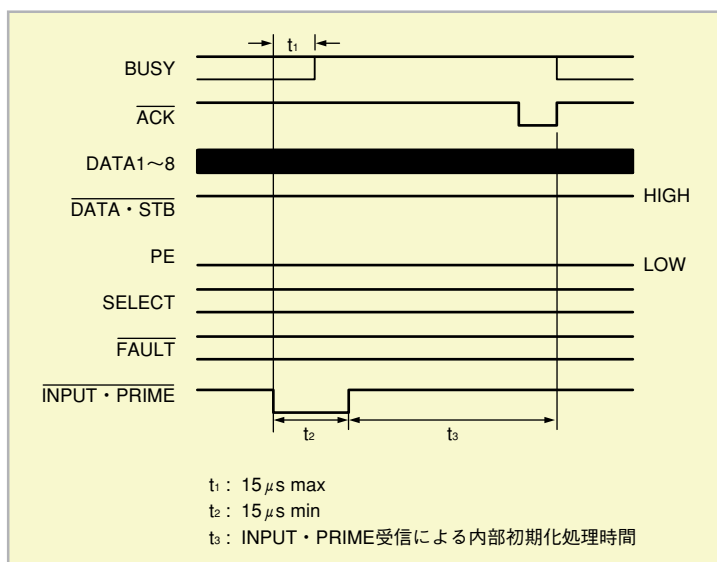 t₁
BUSY
ACK
DATA1～8
DATA・STB
HIGH
PE
LOW
SELECT
FAULT
INPUT・PRIME
t₂
t₃
t₁： 15μs max
t₂： 15μs min
t₃： INPUT・PRIME受信による内部初期化処理時間